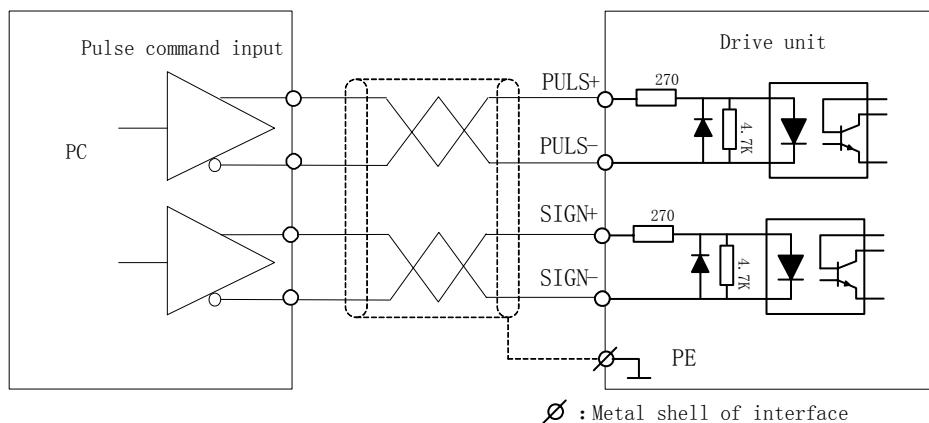 Pulse command input
Drive unit
PC
PULS+
270
4.7K
PULS-
SIGN+
270
4.7K
SIGN-
PE
: Metal shell of interface